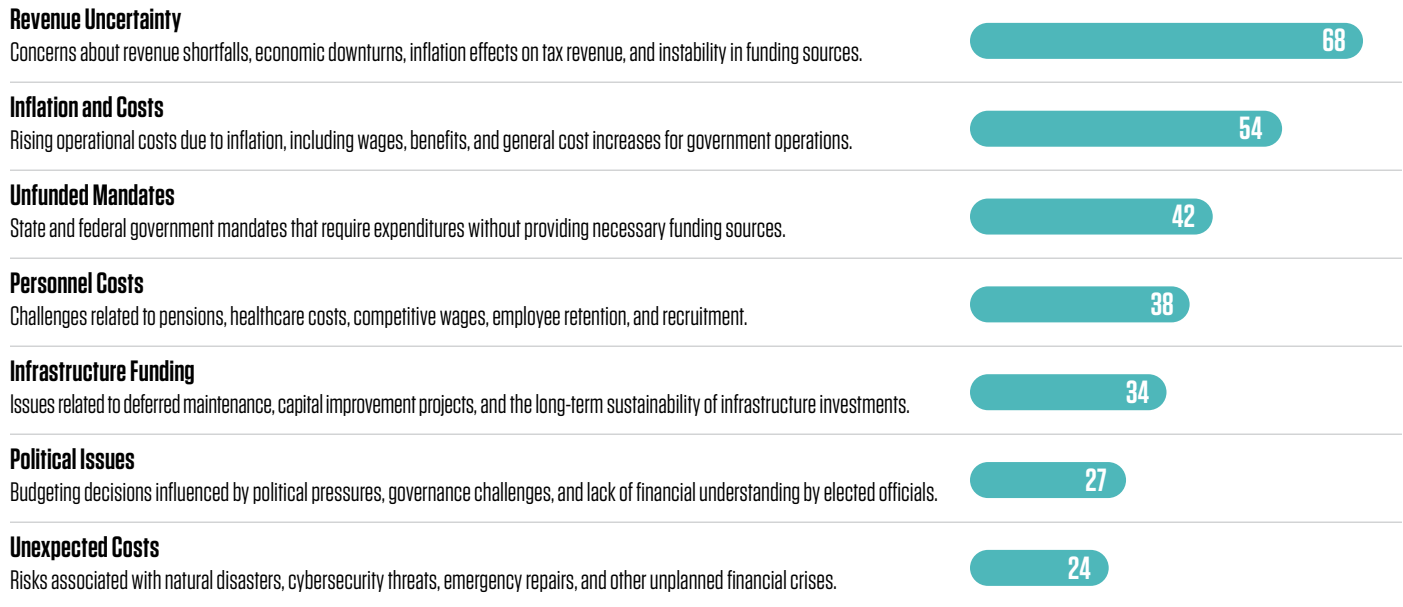 Revenue Uncertainty
Concerns about revenue shortfalls, economic downturns, inflation effects on tax revenue, and instability in funding sources.
68
Inflation and Costs
Rising operational costs due to inflation, including wages, benefits, and general cost increases for government operations.
54
Unfunded Mandates
State and federal government mandates that require expenditures without providing necessary funding sources.
42
Personnel Costs
Challenges related to pensions, healthcare costs, competitive wages, employee retention, and recruitment.
38
Infrastructure Funding
Issues related to deferred maintenance, capital improvement projects, and the long-term sustainability of infrastructure investments.
34
Political Issues
Budgeting decisions influenced by political pressures, governance challenges, and lack of financial understanding by elected officials.
27
Unexpected Costs
Risks associated with natural disasters, cybersecurity threats, emergency repairs, and other unplanned financial crises.
24